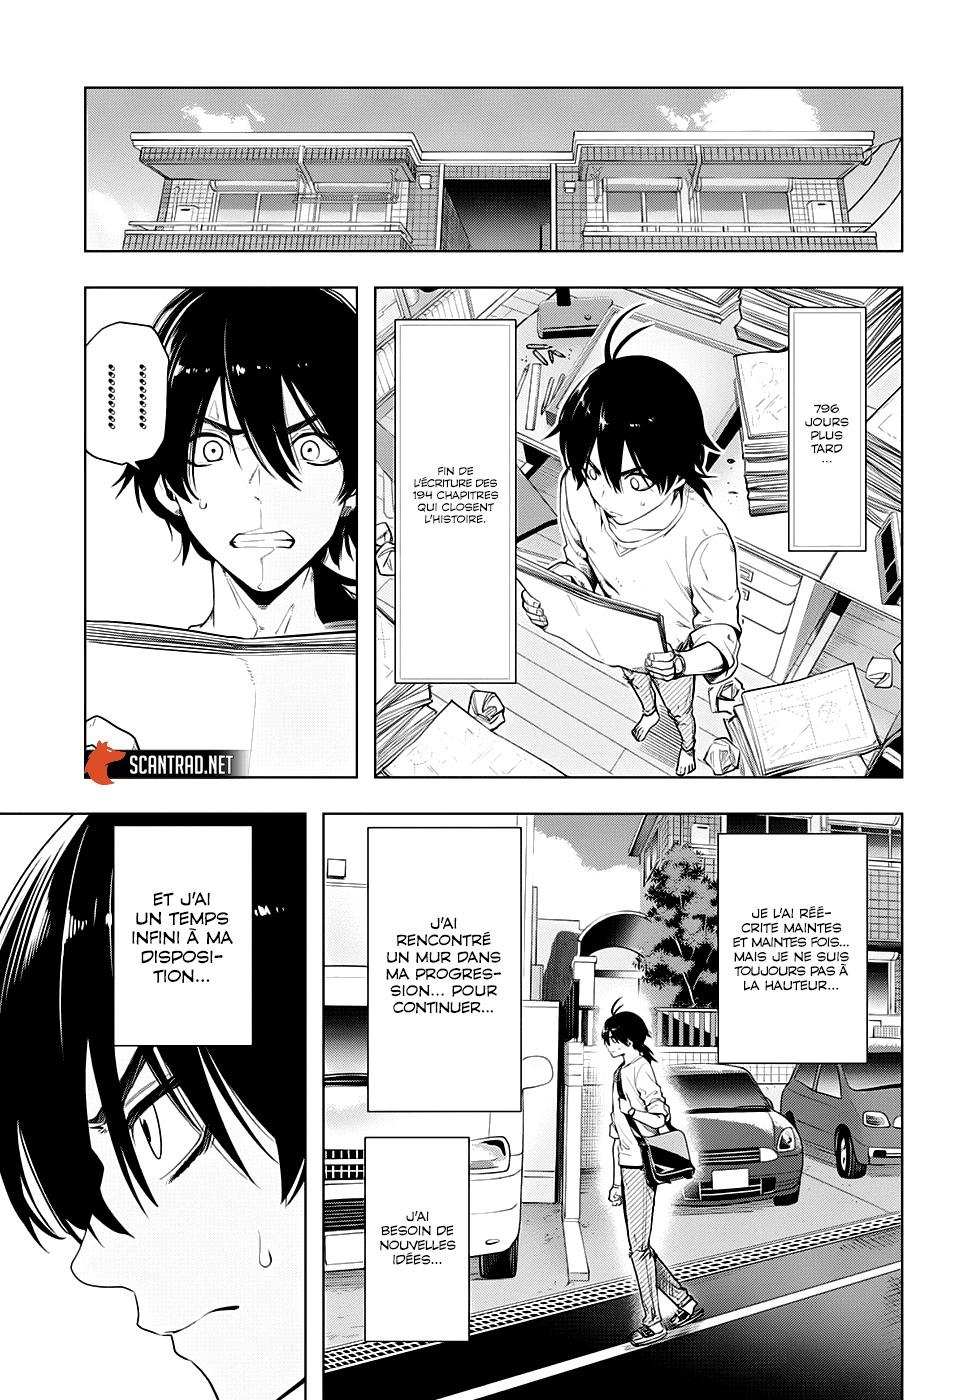 796
JOURS
PLUS
TARD
...
FIN DE
L'ÉCRITURE DES
194 CHAPITRES
QUI CLOSENT
L'HISTOIRE.
SCANTRAD.NET
JE L'AI RÉÉ-
CRITE MAINTES
ET MAINTES FOIS...
MAIS JE NE SUIS
TOUJOURS PAS À
LA HAUTEUR...
J'AI
RENCONTRÉ
UN MUR DANS
MA PROGRES-
SION... POUR
CONTINUER...
J'AI
BESOIN DE
NOUVELLES
IDÉES...
ET J'AI
UN TEMPS
INFINI À MA
DISPOSI-
TION...